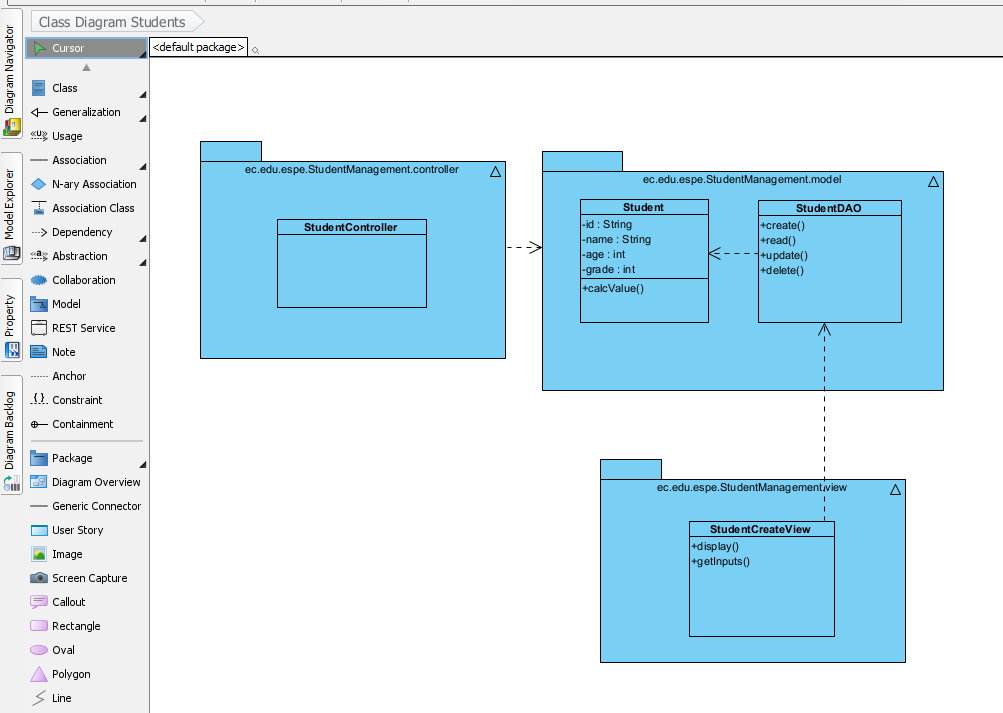 Class Diagram Students
Diagram Navigator
Model Explorer
Property
Diagram Backlog
Cursor
Class
Generalization
«U» Usage
Association
N-ary Association
Association Class
Dependency
«a» Abstraction
Collaboration
Model
REST Service
Note
Anchor
Constraint
Containment
Package
Diagram Overview
Generic Connector
User Story
Image
Screen Capture
Callout
Rectangle
Oval
Polygon
Line
<default package>
ec.edu.espe.StudentManagement.controller
StudentController
ec.edu.espe.StudentManagement.model
Student
-id : String
-name : String
-age : int
-grade : int
+calcValue()
StudentDAO
+create()
+read()
+update()
+delete()
ec.edu.espe.StudentManagement.view
StudentCreateView
+display()
+getInputs()